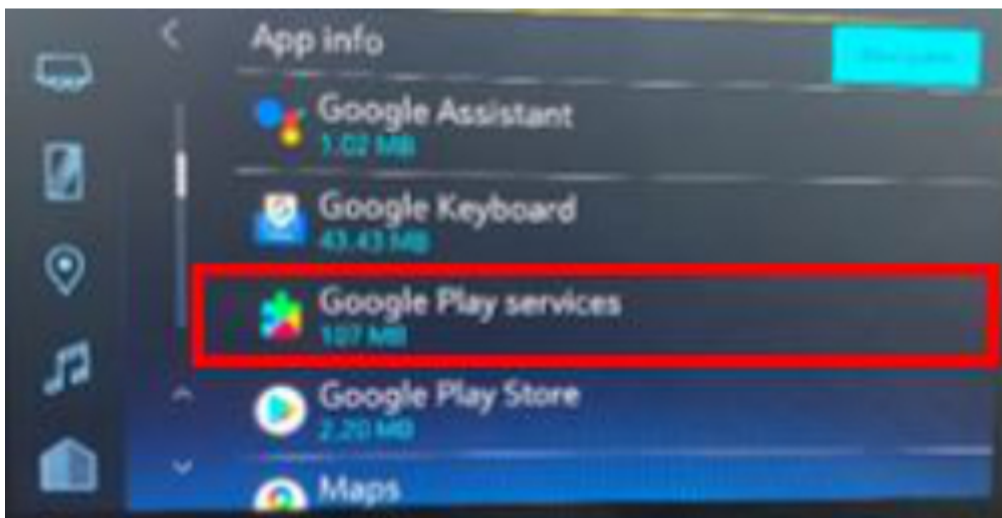 App info
Google Assistant
1.02 MB
Google Keyboard
43.43 MB
Google Play services
107 MB
Google Play Store
2.20 MB
Maps